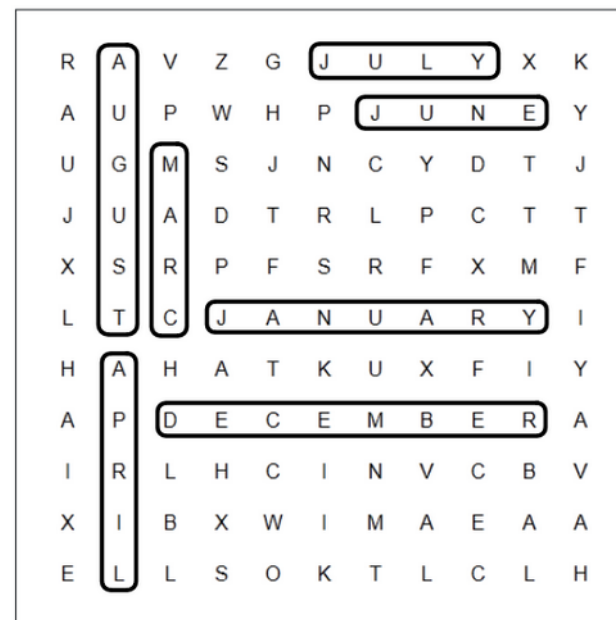 R A V Z G J U L Y X K
A U P W H P J U N E Y
U G M S J N C Y D T J
J U A D T R L P C T T
X S R P F S R F X M F
L T C J A N U A R Y I
H A H A T K U X F I Y
A P D E C E M B E R A
I R L H C I N V C B V
X I B X W I M A E A A
E L L S O K T L C L H